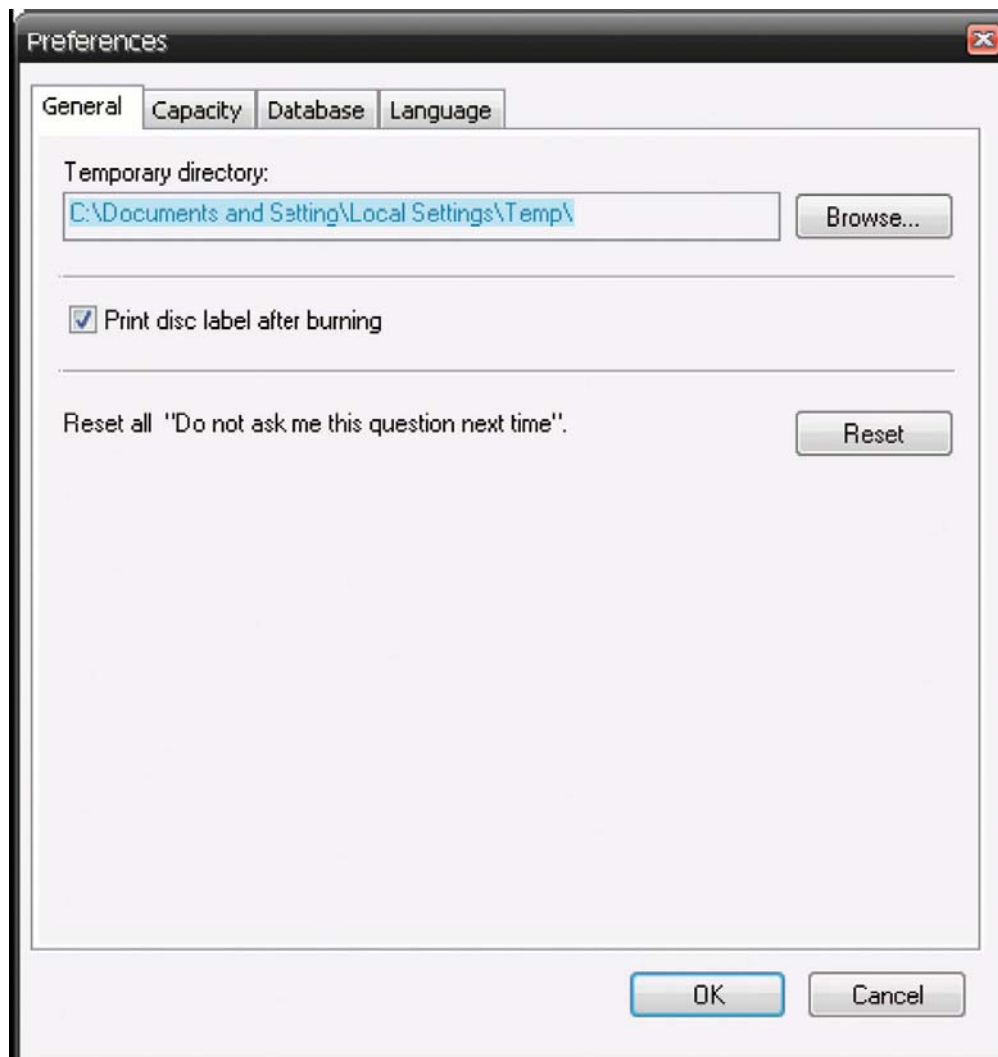 Preferences
General Capacity Database Language
Temporary directory:
C:\Documents and Setting\Local Settings\Temp\ Browse...
Print disc label after burning
Reset all "Do not ask me this question next time". Reset
OK Cancel